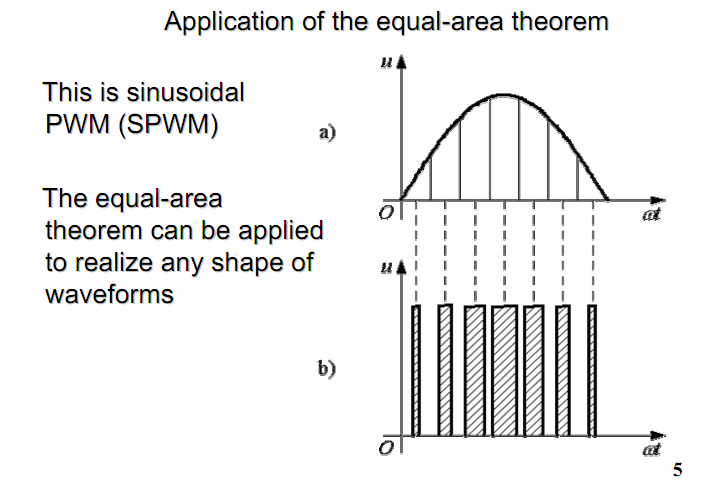 Application of the equal-area theorem
This is sinusoidal
PWM (SPWM)
The equal-area
theorem can be applied
to realize any shape of
waveforms
u
a)
O
ωt
u
b)
O
ωt
5